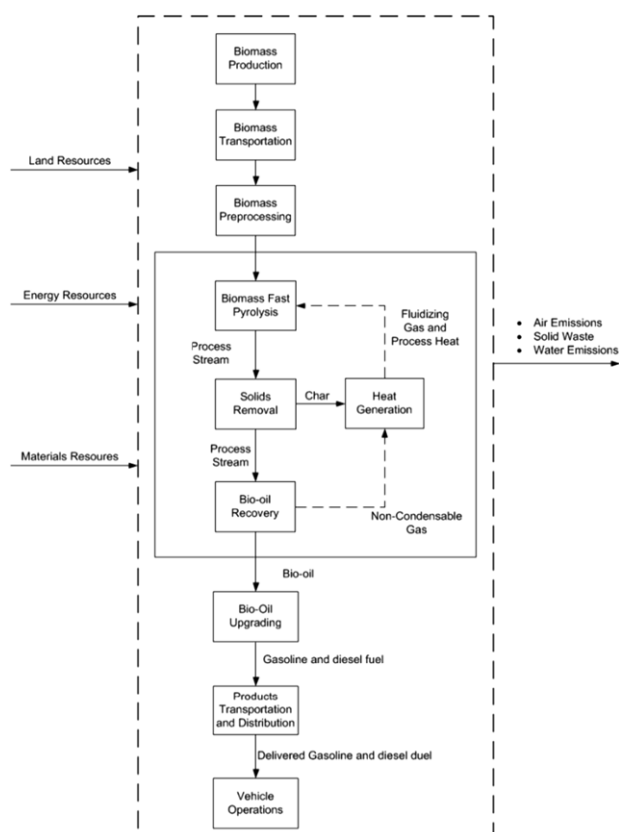 Biomass
Production
Biomass
Transportation
Land Resources
Biomass
Preprocessing
Energy Resources
Biomass Fast
Pyrolysis
Fluidizing
Gas and
Process Heat
• Air Emissions
• Solid Waste
• Water Emissions
Process
Stream
Solids
Removal
Char
Heat
Generation
Materials Resoures
Process
Stream
Bio-oil
Recovery
Non-Condensable
Gas
Bio-oil
Bio-Oil
Upgrading
Gasoline and diesel fuel
Products
Transportation
and Distribution
Delivered Gasoline and diesel duel
Vehicle
Operations